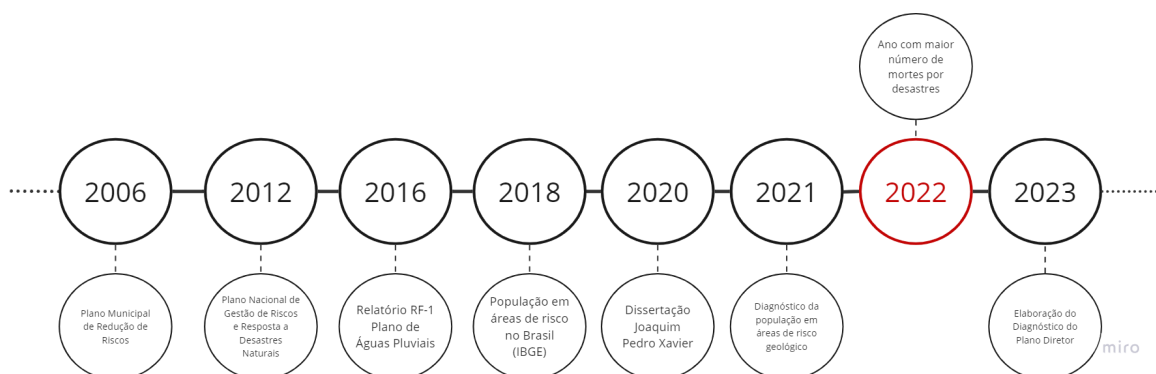 Ano com maior
número de
mortes por
desastres
2006
2012
2016
2018
2020
2021
2022
2023
Plano Municipal
de Redução de
Riscos
Plano Nacional de
Gestão de Riscos
e Resposta a
Desastres
Naturais
Relatório RF-1
Plano de
Águas Pluviais
População em
áreas de risco
no Brasil
(IBGE)
Dissertação
Joaquim
Pedro Xavier
Diagnóstico da
população em
áreas de risco
geológico
Elaboração do
Diagnóstico do
Plano Diretor
miro